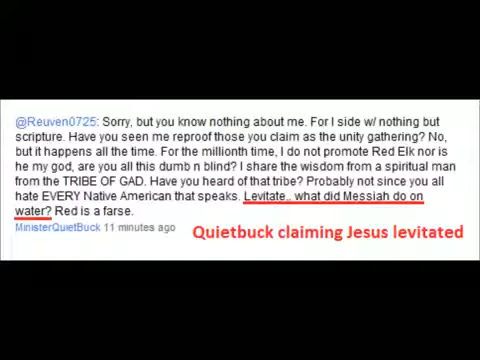 @Reuven0725: Sorry, but you know nothing about me. For I side w/ nothing but
scripture. Have you seen me reproof those you claim as the unity gathering? No,
but it happens all the time. For the millionth time, I do not promote Red Elk nor is
he my god, are you all this dumb n blind? I share the wisdom from a spiritual man
from the TRIBE OF GAD. Have you heard of that tribe? Probably not since you all
hate EVERY Native American that speaks. Levitate.. what did Messiah do on
water? Red is a farse.
MinisterQuietBuck 11 minutes ago
Quietbuck claiming Jesus levitated